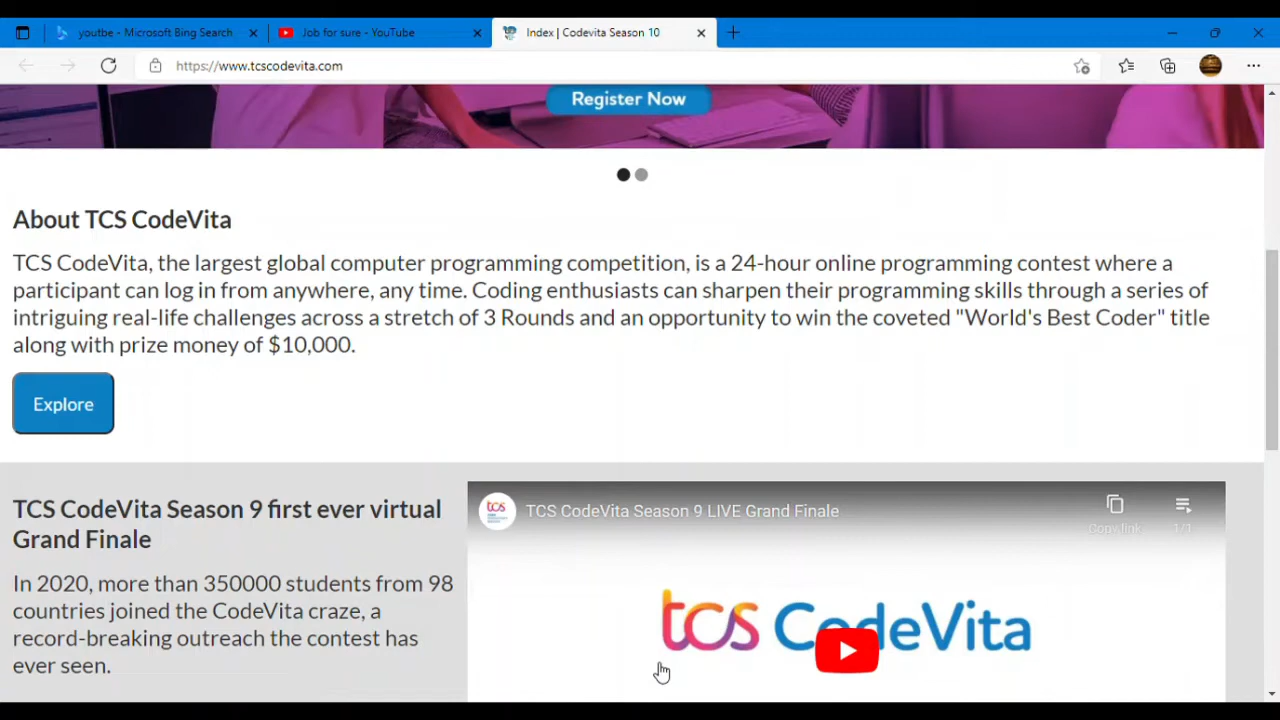 youtbe - Microsoft Bing Search
Job for sure - YouTube
Index | Codevita Season 10
https://www.tcscodevita.com
Register Now
About TCS CodeVita
TCS CodeVita, the largest global computer programming competition, is a 24-hour online programming contest where a
participant can log in from anywhere, any time. Coding enthusiasts can sharpen their programming skills through a series of
intriguing real-life challenges across a stretch of 3 Rounds and an opportunity to win the coveted "World's Best Coder" title
along with prize money of $10,000.
Explore
TCS CodeVita Season 9 first ever virtual
Grand Finale
In 2020, more than 350000 students from 98
countries joined the CodeVita craze, a
record-breaking outreach the contest has
ever seen.
tcs
TCS CodeVita Season 9 LIVE Grand Finale
Copy link
1/1
tcs CodeVita